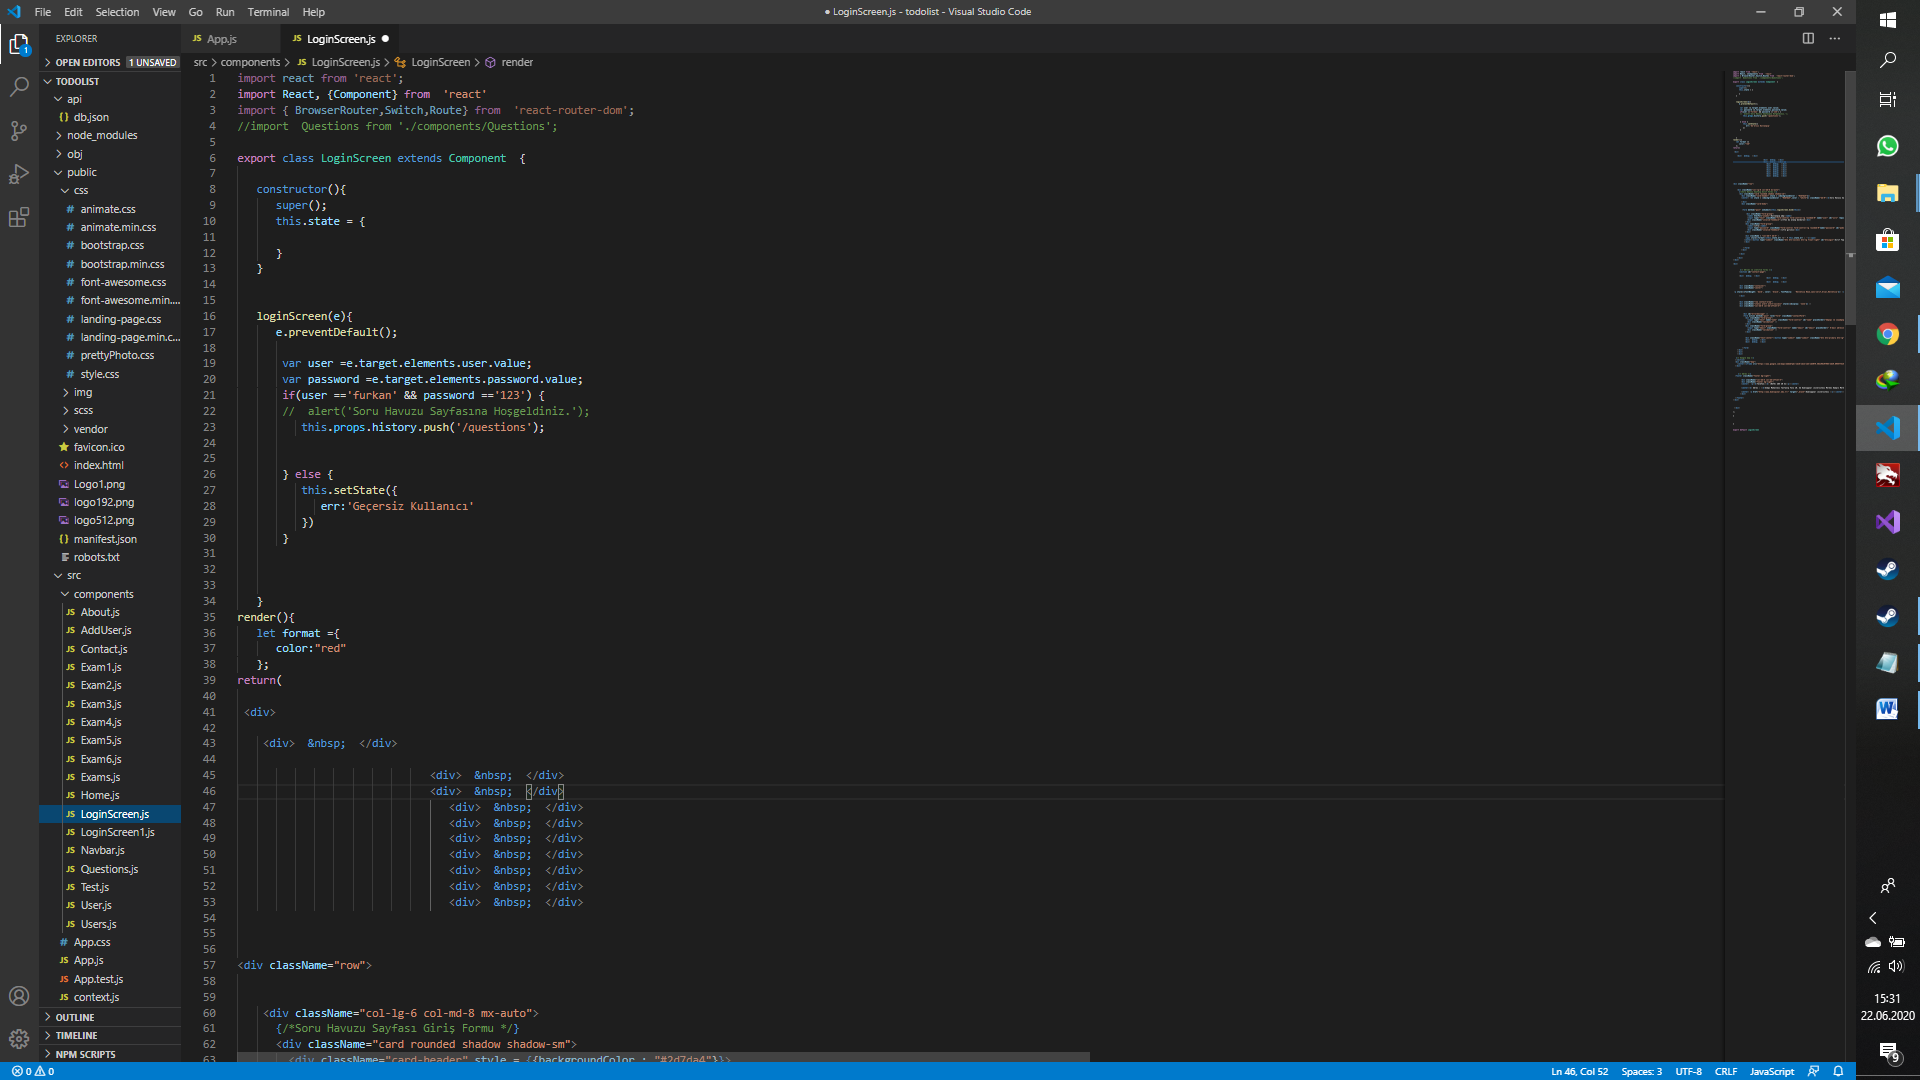 File Edit Selection View Go Run Terminal Help
● LoginScreen.js - todolist - Visual Studio Code
EXPLORER
OPEN EDITORS 1 UNSAVED
TODOLIST
api
db.json
node_modules
obj
public
css
animate.css
animate.min.css
bootstrap.css
bootstrap.min.css
font-awesome.css
font-awesome.min....
landing-page.css
landing-page.min.c...
prettyPhoto.css
style.css
img
scss
vendor
favicon.ico
index.html
Logo1.png
logo192.png
logo512.png
manifest.json
robots.txt
src
components
About.js
AddUser.js
Contact.js
Exam1.js
Exam2.js
Exam3.js
Exam4.js
Exam5.js
Exam6.js
Exams.js
Home.js
LoginScreen.js
LoginScreen1.js
Navbar.js
Questions.js
Test.js
User.js
Users.js
App.css
App.js
App.test.js
context.js
OUTLINE
TIMELINE
NPM SCRIPTS
App.js LoginScreen.js
src > components > JS LoginScreen.js > LoginScreen > render
1 import react from 'react';
2 import React, {Component} from  'react'
3 import { BrowserRouter,Switch,Route} from  'react-router-dom';
4 //import  Questions from './components/Questions';
5
6 export class LoginScreen extends Component  {
7
8 constructor(){
9 super();
10 this.state = {
11
12 }
13 }
14
15
16 loginScreen(e){
17 e.preventDefault();
18
19 var user =e.target.elements.user.value;
20 var password =e.target.elements.password.value;
21 if(user =='furkan' && password =='123') {
22 //  alert('Soru Havuzu Sayfasına Hoşgeldiniz.');
23 this.props.history.push('/questions');
24
25
26 } else {
27 this.setState({
28 err:'Geçersiz Kullanıcı'
29 })
30 }
31
32
33
34 }
35 render(){
36 let format ={
37 color:"red"
38 };
39 return(
40
41 <div>
42
43 <div>  &nbsp;  </div>
44
45 <div>  &nbsp;  </div>
46 <div>  &nbsp;  </div>
47 <div>  &nbsp;  </div>
48 <div>  &nbsp;  </div>
49 <div>  &nbsp;  </div>
50 <div>  &nbsp;  </div>
51 <div>  &nbsp;  </div>
52 <div>  &nbsp;  </div>
53 <div>  &nbsp;  </div>
54
55
56
57 <div className="row">
58
59
60 <div className="col-lg-6 col-md-8 mx-auto">
61 {/*Soru Havuzu Sayfası Giriş Formu */}
62 <div className="card rounded shadow shadow-sm">
63 <div className="card-header" style = {{backgroundColor : "#2d7da4"}}>
0 0
Ln 46, Col 52 Spaces: 3 UTF-8 CRLF JavaScript
15:31
22.06.2020
9